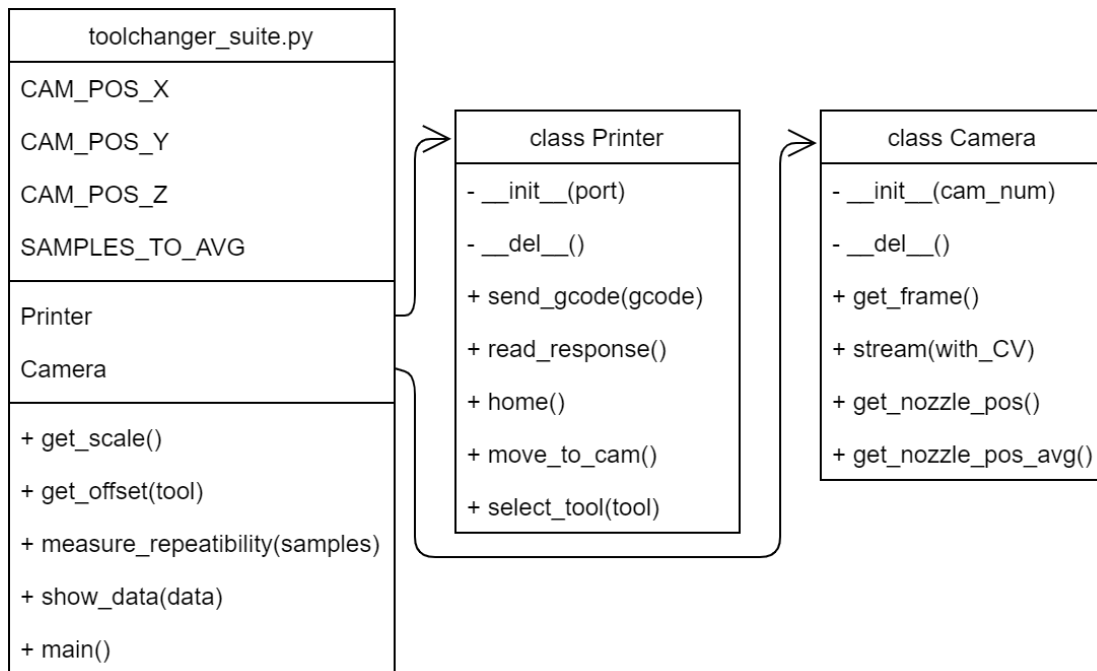 toolchanger_suite.py
CAM_POS_X
CAM_POS_Y
CAM_POS_Z
SAMPLES_TO_AVG
Printer
Camera
+ get_scale()
+ get_offset(tool)
+ measure_repeatibility(samples)
+ show_data(data)
+ main()
class Printer
- __init__(port)
- __del__()
+ send_gcode(gcode)
+ read_response()
+ home()
+ move_to_cam()
+ select_tool(tool)
class Camera
- __init__(cam_num)
- __del__()
+ get_frame()
+ stream(with_CV)
+ get_nozzle_pos()
+ get_nozzle_pos_avg()